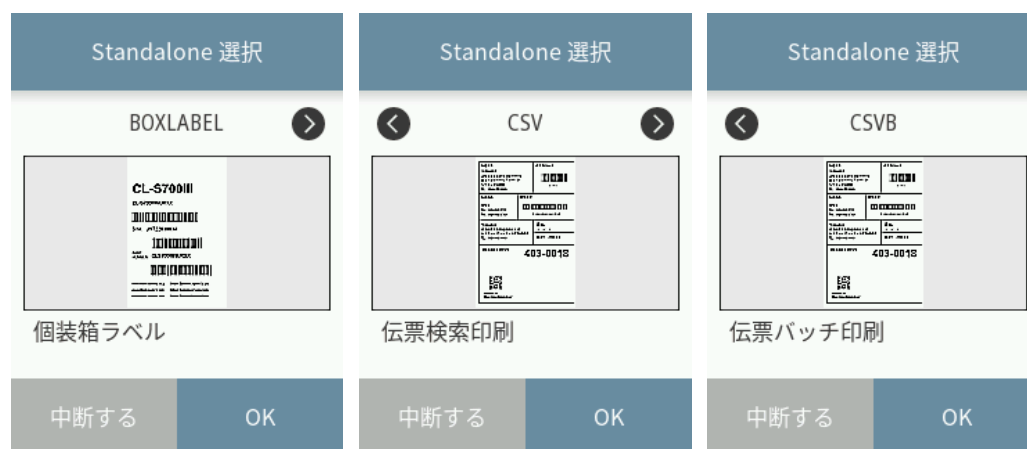 Standalone 選択
BOXLABEL
CL-S700III
個装箱ラベル
中断する
OK
Standalone 選択
CSV
403-0018
伝票検索印刷
中断する
OK
Standalone 選択
CSVB
403-0018
伝票バッチ印刷
中断する
OK